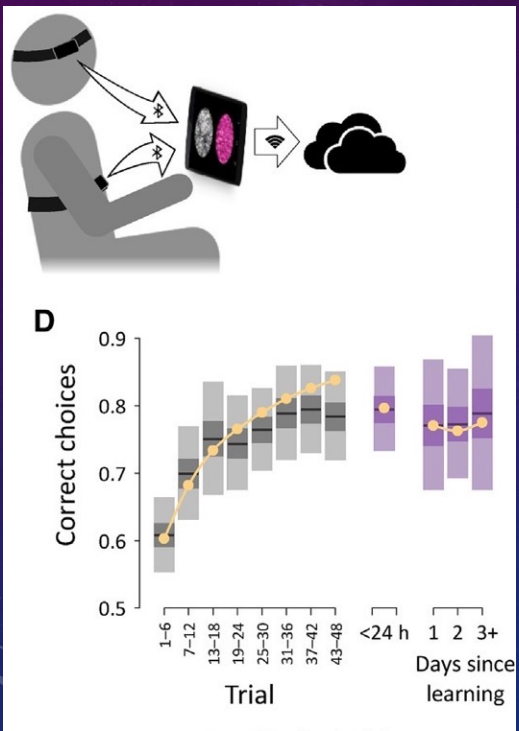 D
Correct choices
0.9
0.8
0.7
0.6
0.5
1–6
7–12
13–18
19–24
25–30
31–36
37–42
43–48
<24 h
1 2 3+
Trial
Days since
learning